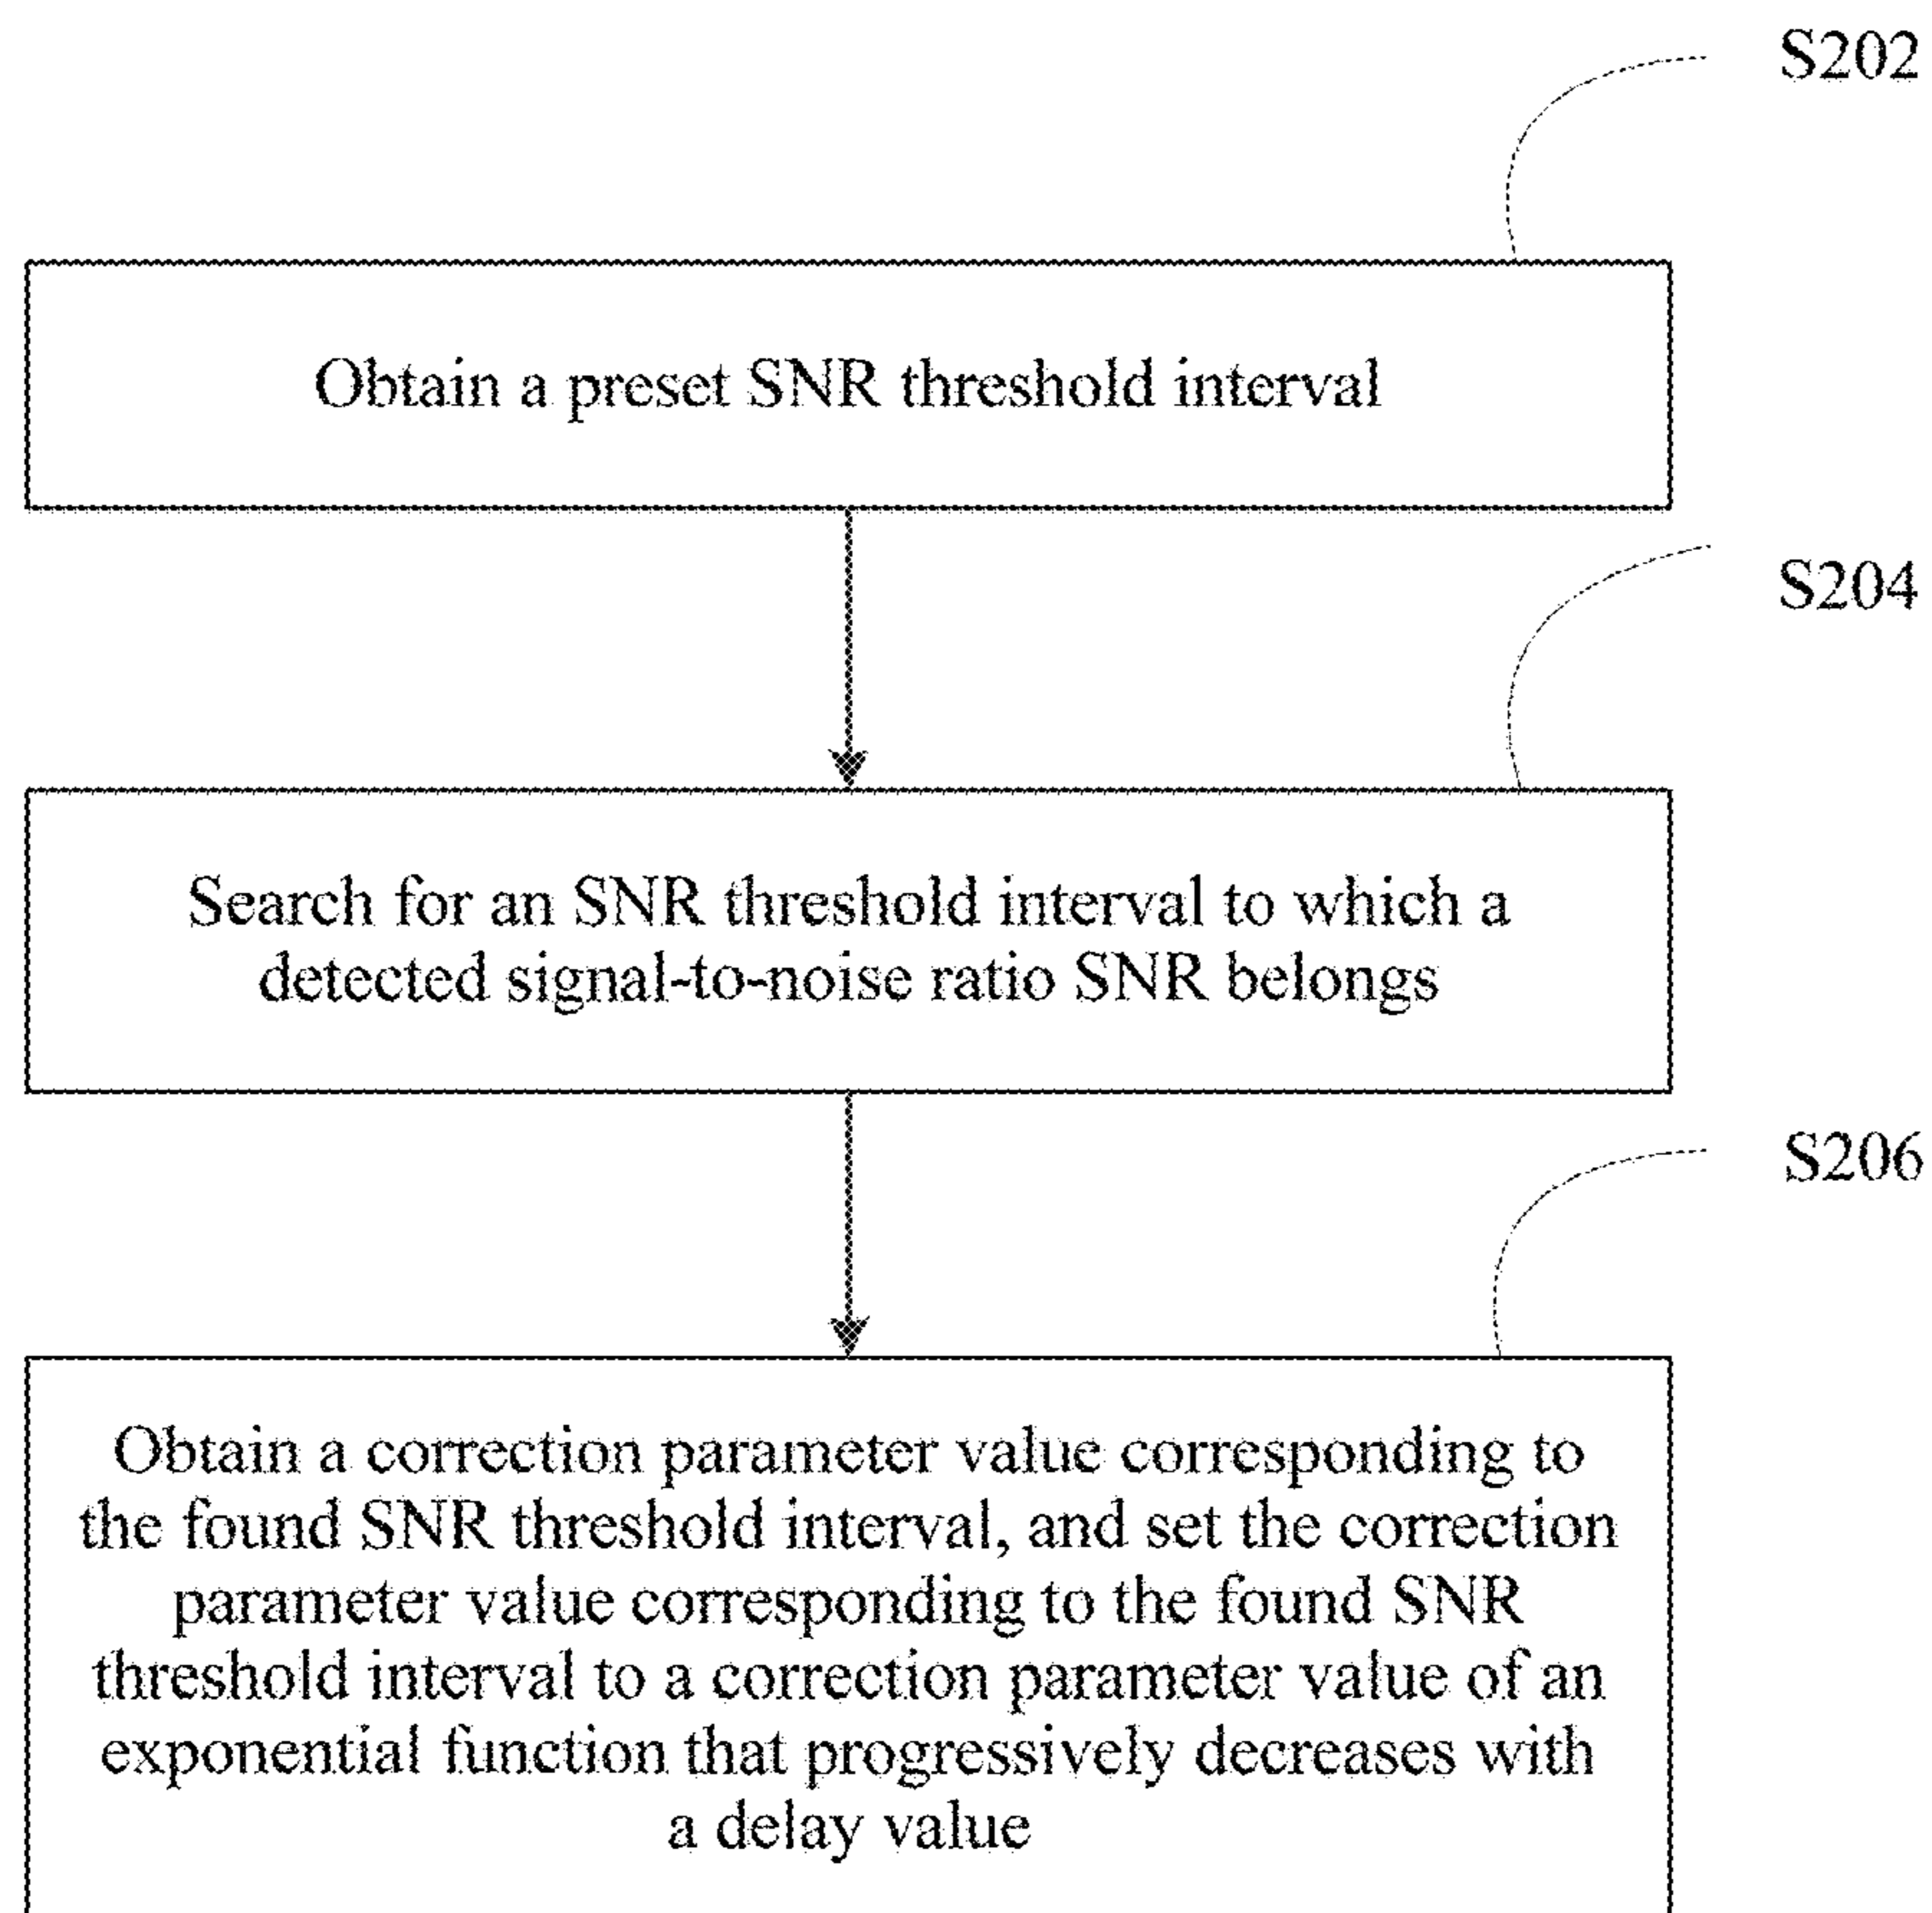 S202
Obtain a preset SNR threshold interval
S204
Search for an SNR threshold interval to which a
detected signal-to-noise ratio SNR belongs
S206
Obtain a correction parameter value corresponding to
the found SNR threshold interval, and set the correction
parameter value corresponding to the found SNR
threshold interval to a correction parameter value of an
exponential function that progressively decreases with
a delay value